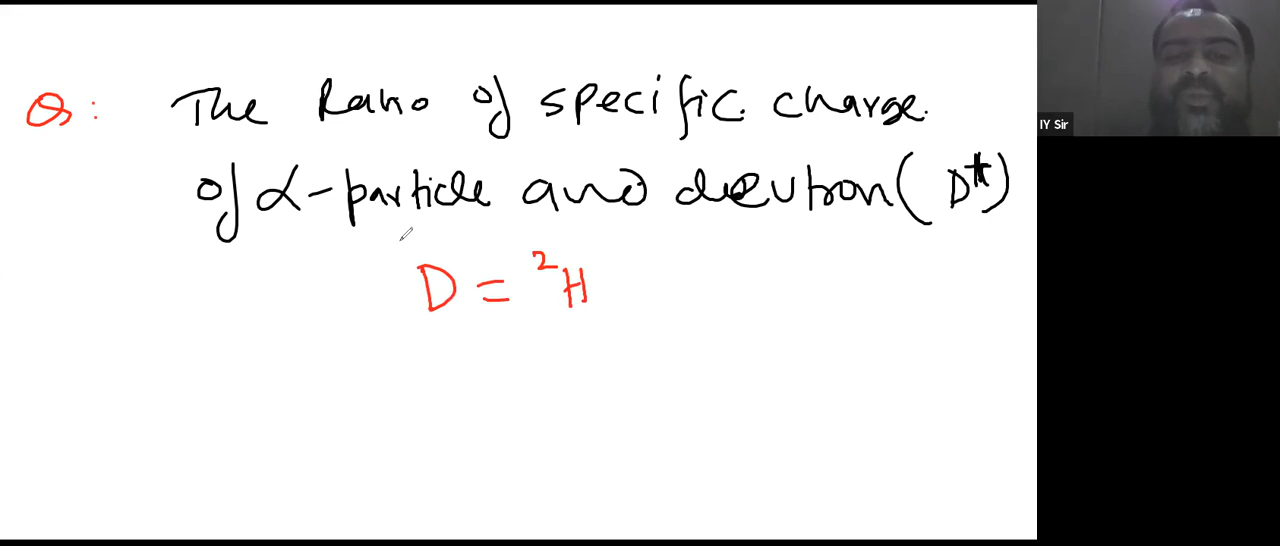 Q :
The Ratio of specific charge.
of α-particle and deutron ( D⁺ )
D = ²H
IY Sir